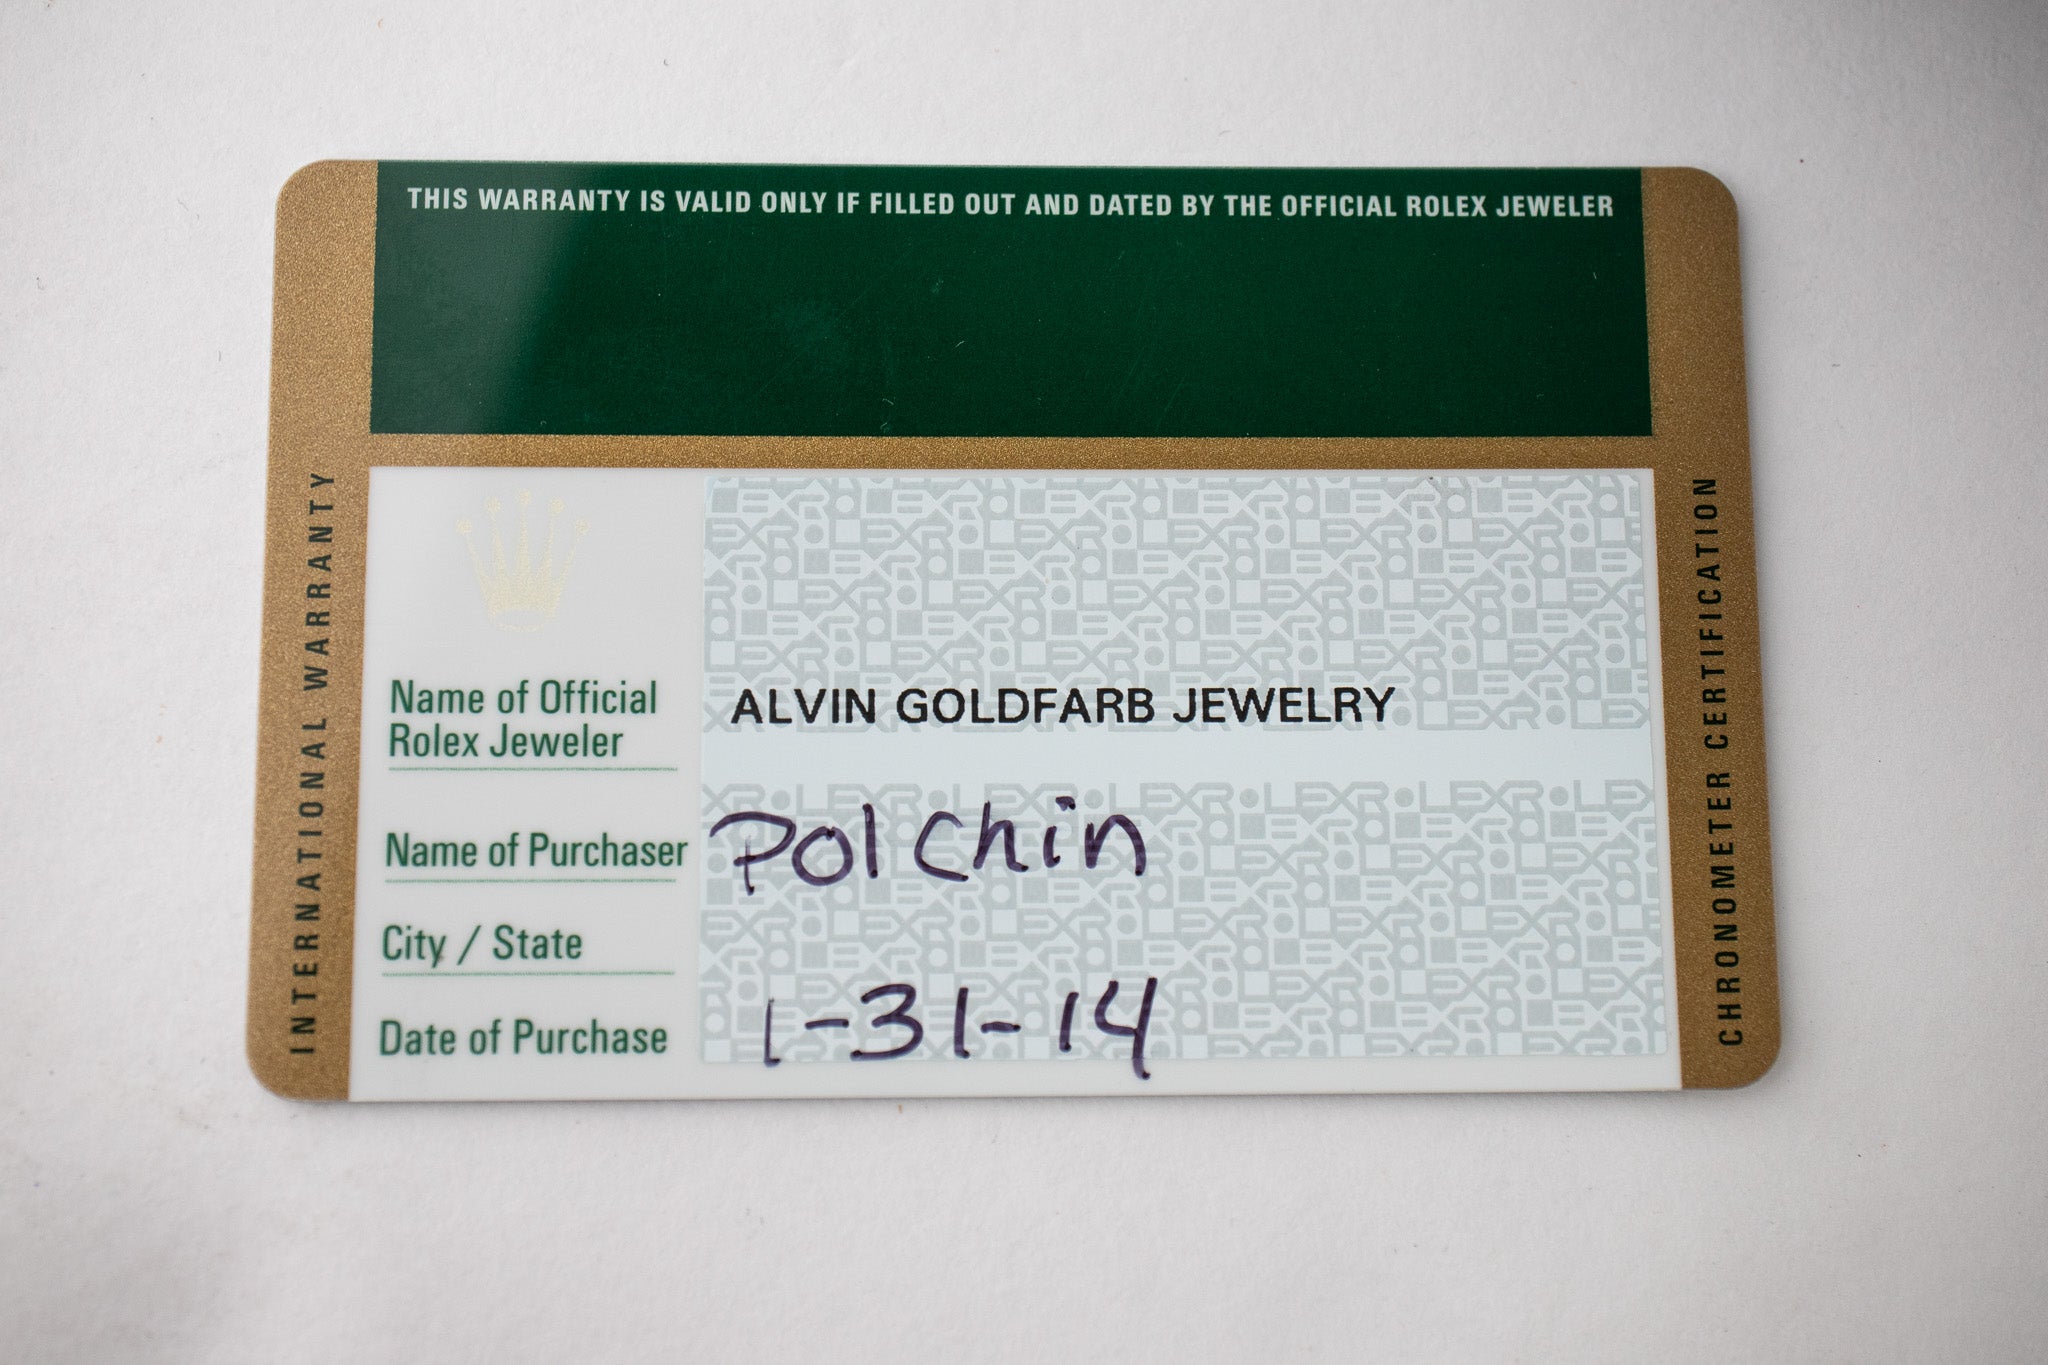 THIS WARRANTY IS VALID ONLY IF FILLED OUT AND DATED BY THE OFFICIAL ROLEX JEWELER
INTERNATIONAL WARRANTY
Name of Official
Rolex Jeweler
ALVIN GOLDFARB JEWELRY
Name of Purchaser
Polchin
City / State
Date of Purchase
1-31-14
CHRONOMETER CERTIFICATION